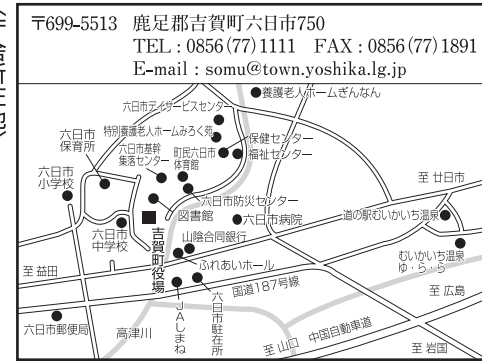 〒699-5513 鹿足郡吉賀町六日市750
TEL：0856(77)1111 FAX：0856(77)1891
E-mail：somu@town.yoshika.lg.jp
養護老人ホームぎんなん
六日市デイサービスセンター
特別養護老人ホームみろく苑
保健センター
福祉センター
六日市
保育所
六日市基幹
集落センター
町民六日市
体育館
六日市
小学校
六日市防災センター
図書館
六日市病院
至 廿日市
道の駅むいかいち温泉
六日市
中学校
吉賀町役場
山陰合同銀行
ふれあいホール
むいかいち温泉
ゆ・ら・ら
至 益田
国道187号線
至 広島
JAしまね
六日市駐在所
六日市郵便局
高津川
至 山口
中国自動車道
至 岩国